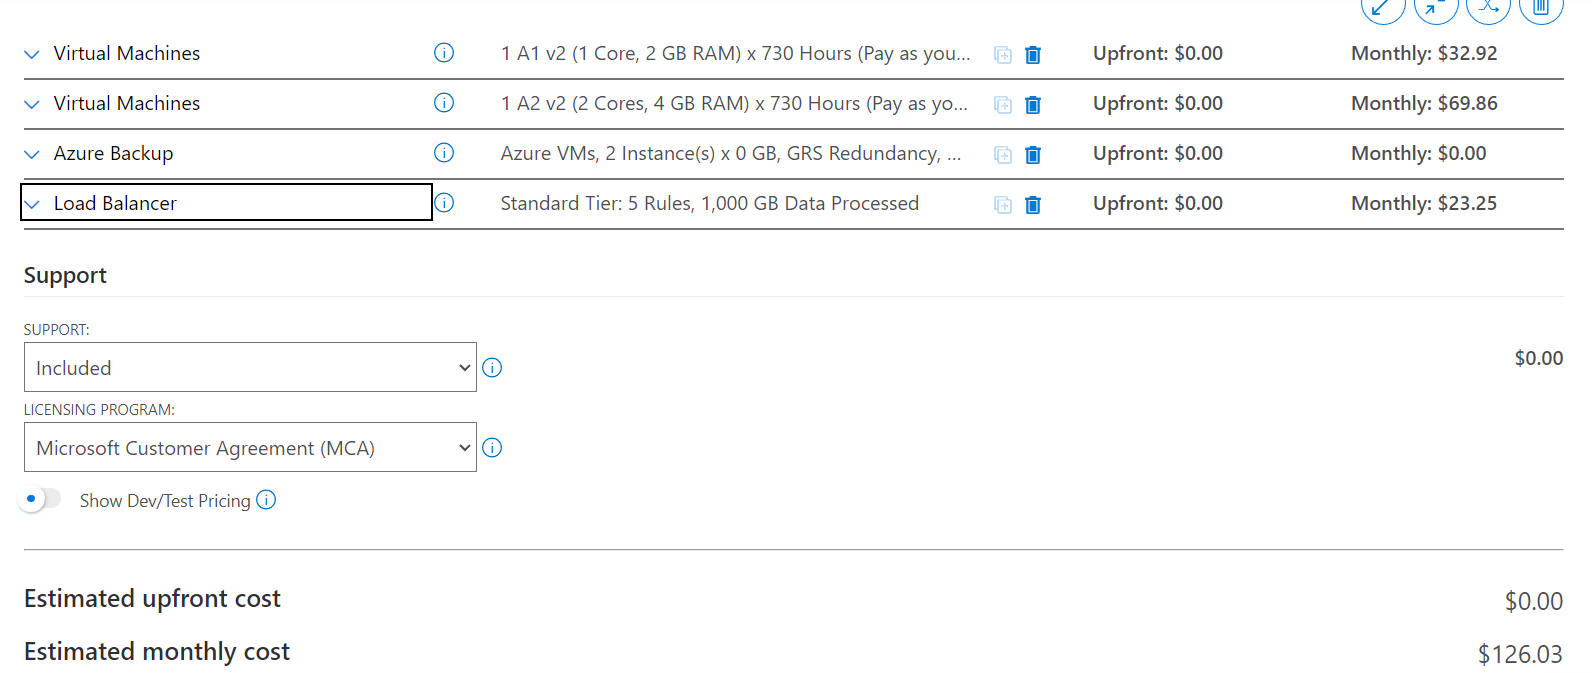 Virtual Machines 1 A1 v2 (1 Core, 2 GB RAM) x 730 Hours (Pay as you... Upfront: $0.00 Monthly: $32.92
Virtual Machines 1 A2 v2 (2 Cores, 4 GB RAM) x 730 Hours (Pay as yo... Upfront: $0.00 Monthly: $69.86
Azure Backup Azure VMs, 2 Instance(s) x 0 GB, GRS Redundancy, ... Upfront: $0.00 Monthly: $0.00
Load Balancer Standard Tier: 5 Rules, 1,000 GB Data Processed Upfront: $0.00 Monthly: $23.25
Support
SUPPORT:
Included $0.00
LICENSING PROGRAM:
Microsoft Customer Agreement (MCA)
Show Dev/Test Pricing
Estimated upfront cost $0.00
Estimated monthly cost $126.03